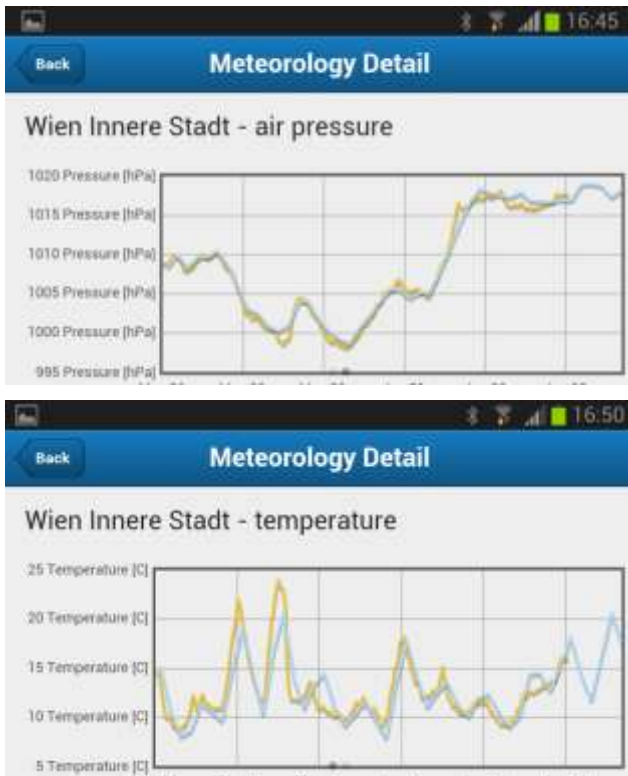 16:45
Back
Meteorology Detail
Wien Innere Stadt - air pressure
1020 Pressure [hPa]
1015 Pressure [hPa]
1010 Pressure [hPa]
1005 Pressure [hPa]
1000 Pressure [hPa]
995 Pressure [hPa]
16:50
Back
Meteorology Detail
Wien Innere Stadt - temperature
25 Temperature [C]
20 Temperature [C]
15 Temperature [C]
10 Temperature [C]
5 Temperature [C]